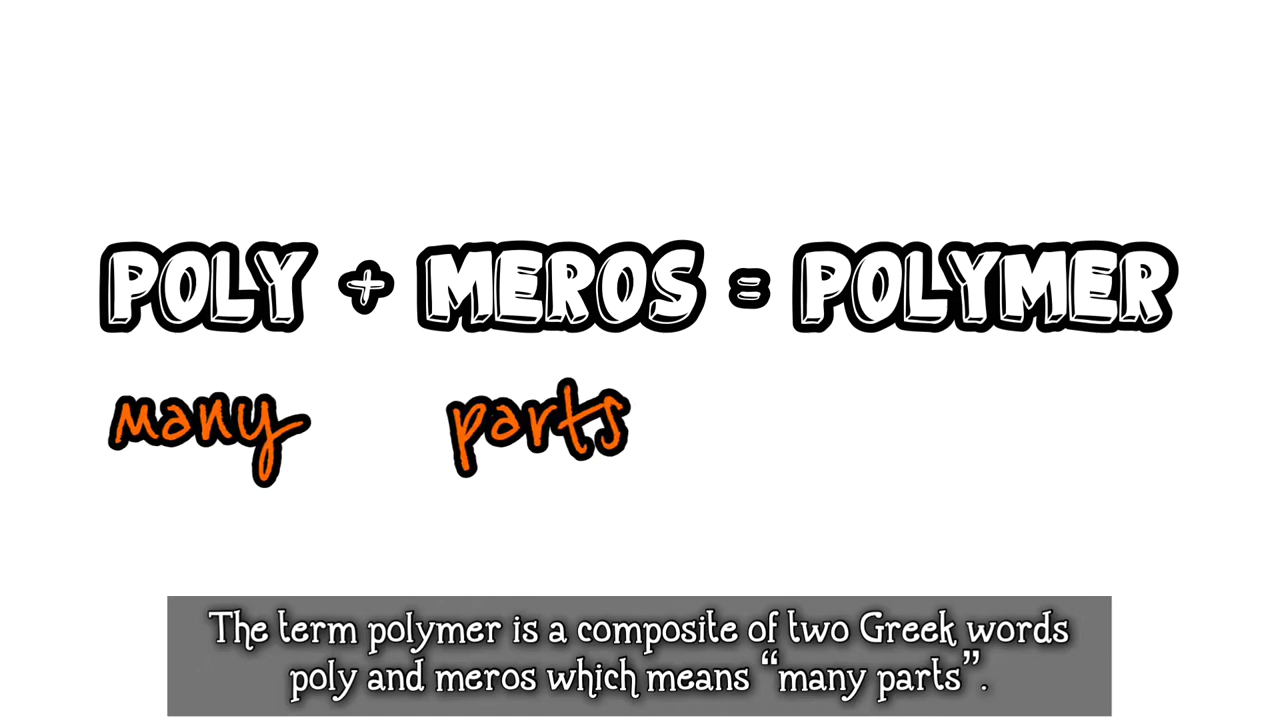 POLY + MEROS = POLYMER
many parts
The term polymer is a composite of two Greek words
poly and meros which means “many parts”.